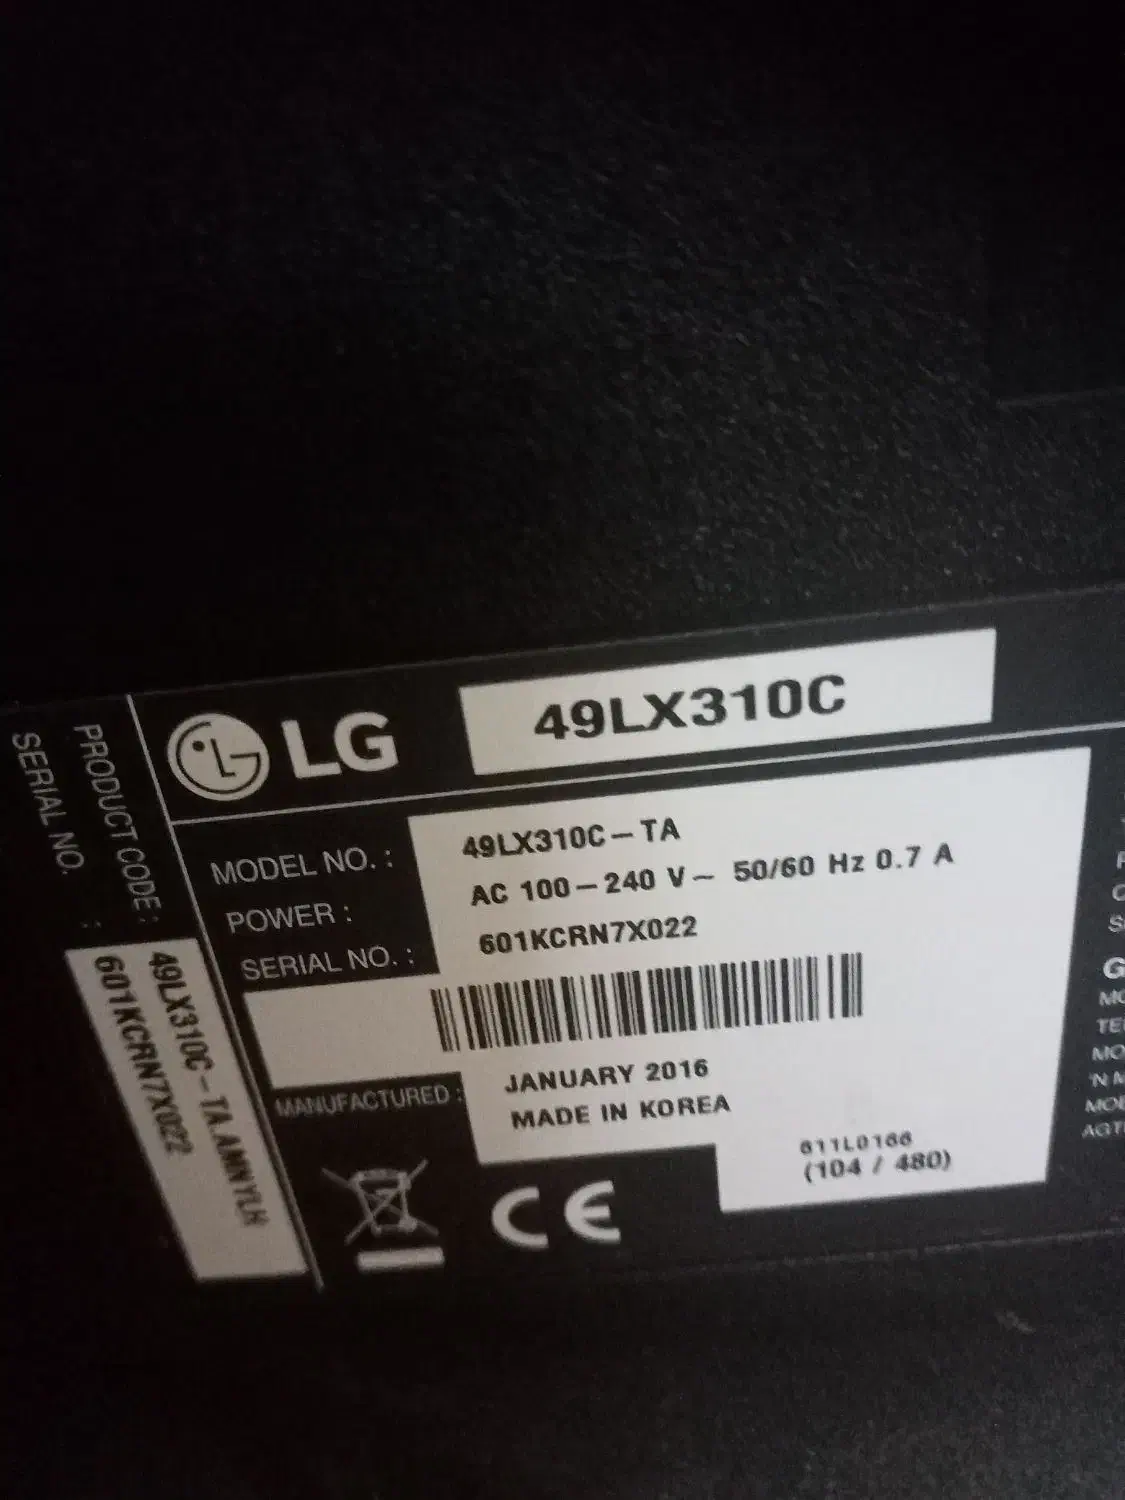 LG 49LX310C
MODEL NO. : 49LX310C-TA
POWER : AC 100-240 V~ 50/60 Hz 0.7 A
SERIAL NO. : 601KCRN7X022
MANUFACTURED : JANUARY 2016
MADE IN KOREA
611L0166
(104 / 480)
CE
PRODUCT CODE : 49LX310C-TA.AMNYLH
SERIAL NO. : 601KCRN7X022